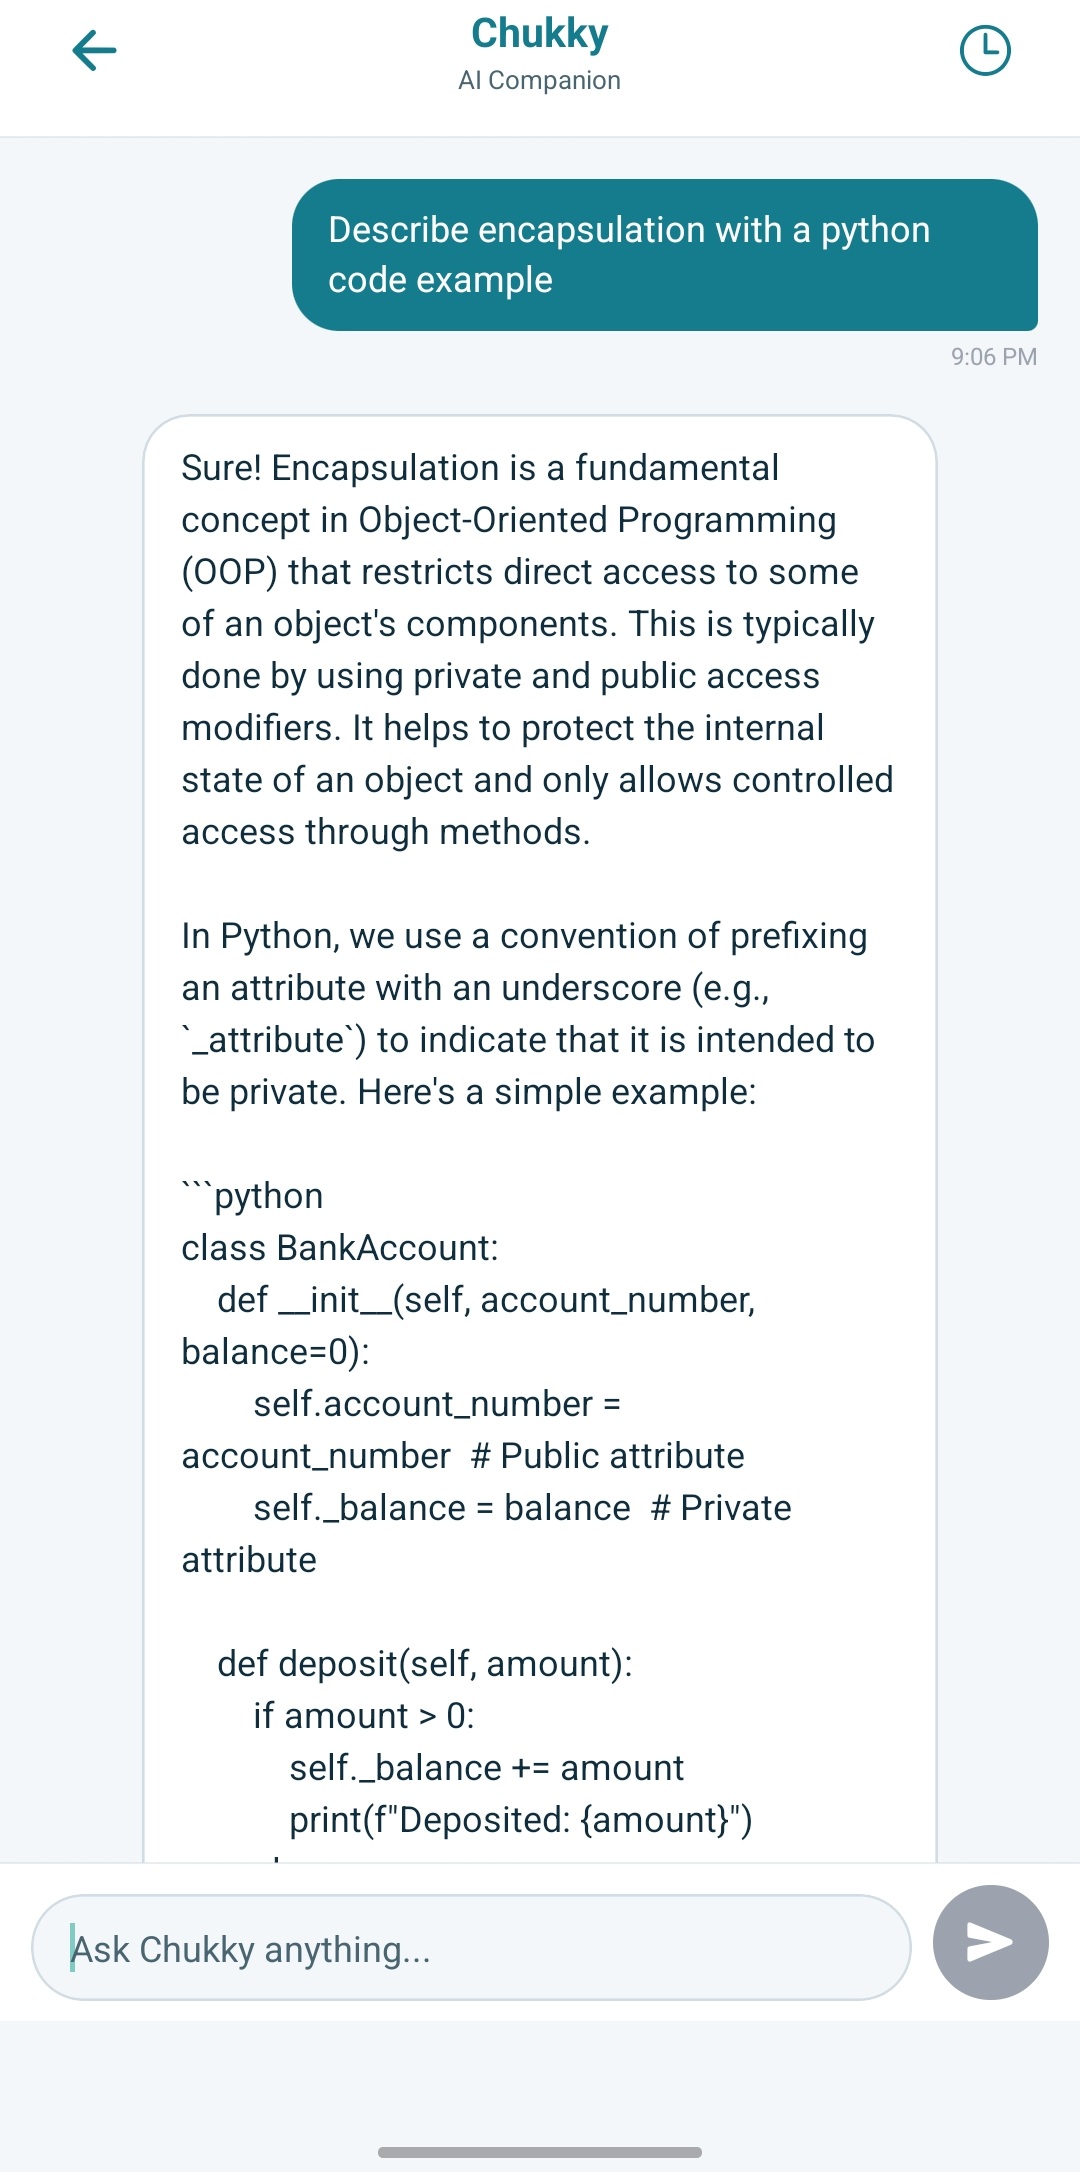 Chukky
AI Companion
Describe encapsulation with a python
code example
9:06 PM
Sure! Encapsulation is a fundamental
concept in Object-Oriented Programming
(OOP) that restricts direct access to some
of an object's components. This is typically
done by using private and public access
modifiers. It helps to protect the internal
state of an object and only allows controlled
access through methods.
In Python, we use a convention of prefixing
an attribute with an underscore (e.g.,
`_attribute`) to indicate that it is intended to
be private. Here's a simple example:
```python
class BankAccount:
    def __init__(self, account_number,
balance=0):
        self.account_number =
account_number  # Public attribute
        self._balance = balance  # Private
attribute
    def deposit(self, amount):
        if amount > 0:
            self._balance += amount
            print(f"Deposited: {amount}")
Ask Chukky anything...